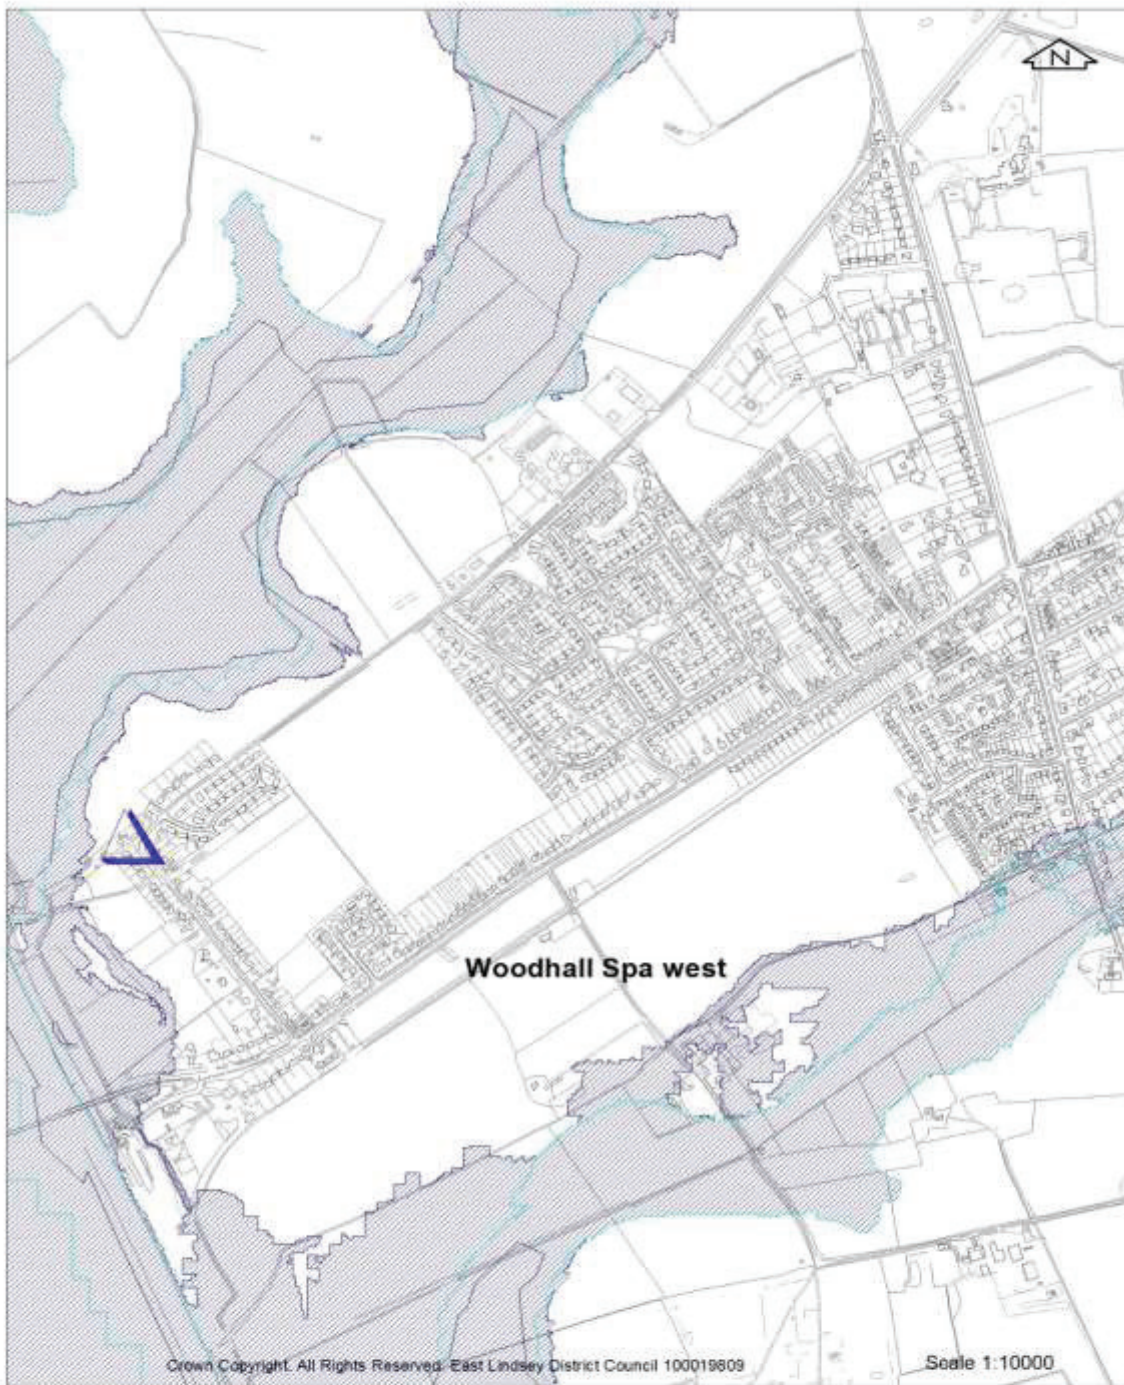 N
Woodhall Spa west
Crown Copyright. All Rights Reserved. East Lindsey District Council 100019809
Scale 1:10000